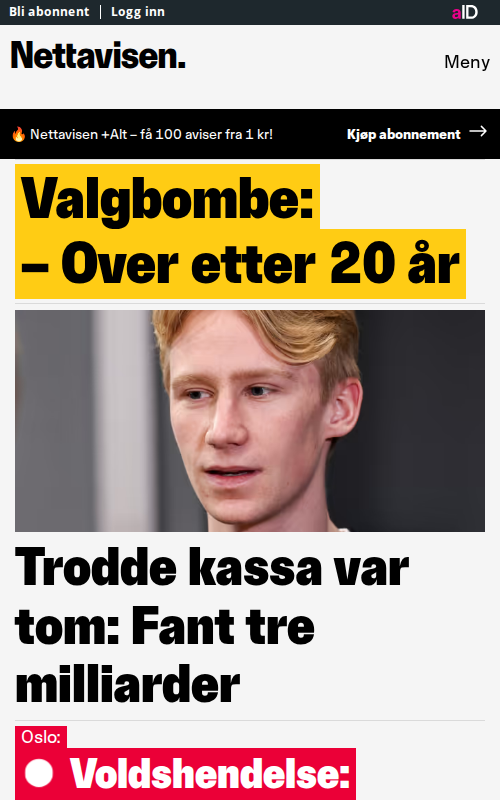 Bli abonnent | Logg inn
aID
Nettavisen.
Meny
🔥 Nettavisen +Alt – få 100 aviser fra 1 kr!
Kjøp abonnement →
Valgbombe:
– Over etter 20 år
Trodde kassa var
tom: Fant tre
milliarder
Oslo:
Voldshendelse: